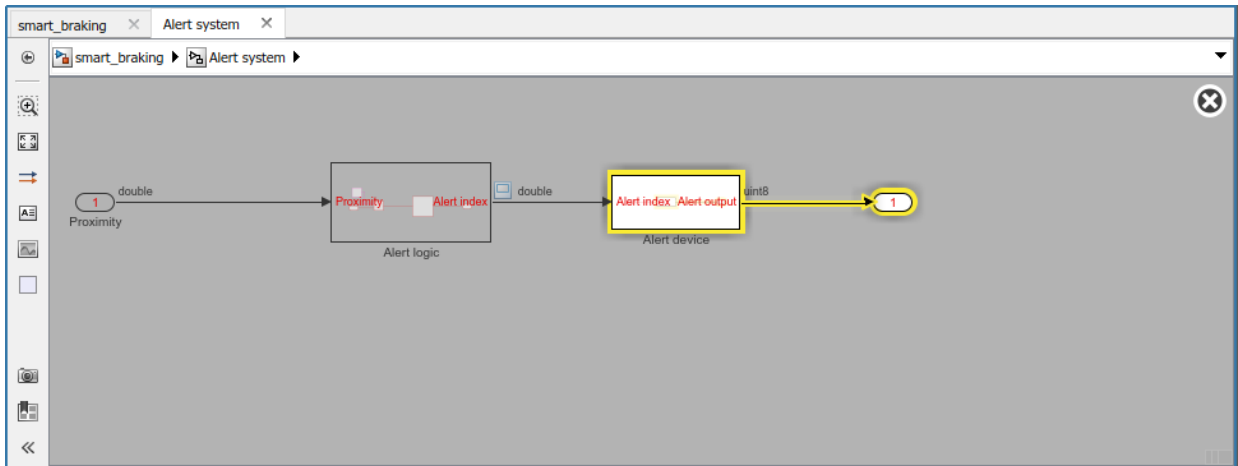 smart_braking
Alert system
smart_braking Alert system
double
1
Proximity
Proximity Alert index
Alert logic
double
Alert index Alert output
Alert device
uint8
1